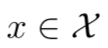 x ∈ 𝒳